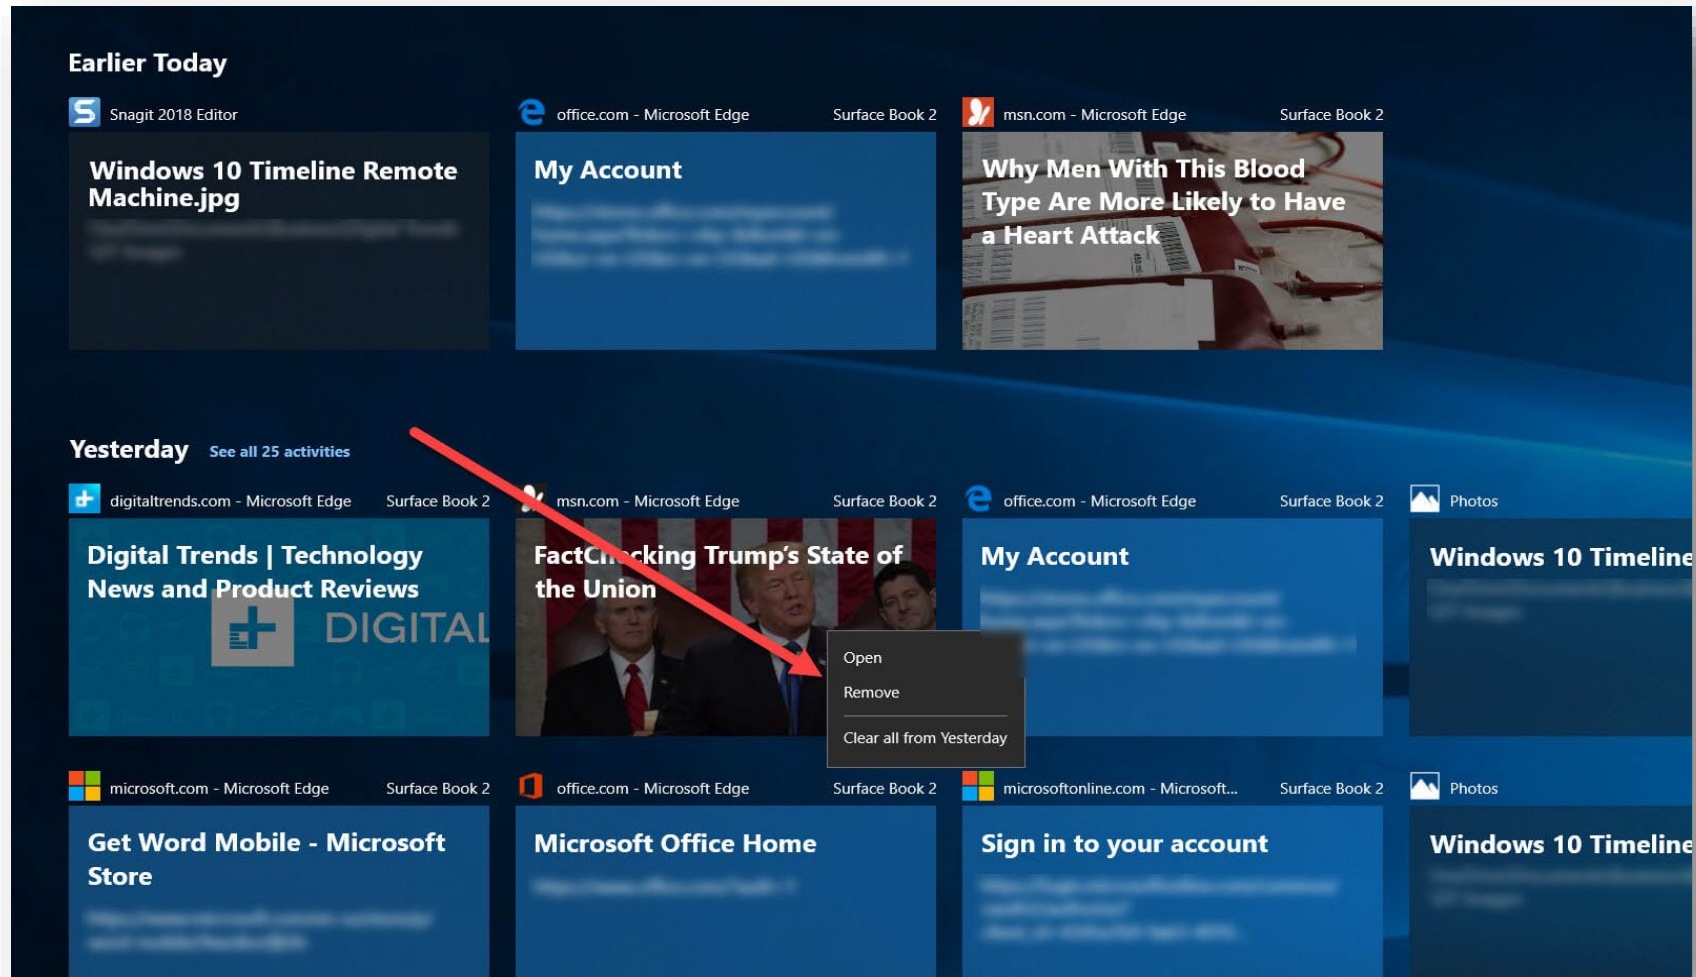 Earlier Today
Snagit 2018 Editor
office.com - Microsoft Edge Surface Book 2
msn.com - Microsoft Edge Surface Book 2
Windows 10 Timeline Remote
Machine.jpg
My Account
Why Men With This Blood
Type Are More Likely to Have
a Heart Attack
Yesterday See all 25 activities
digitaltrends.com - Microsoft Edge Surface Book 2
msn.com - Microsoft Edge Surface Book 2
office.com - Microsoft Edge Surface Book 2
Photos
Digital Trends | Technology
News and Product Reviews
DIGITAL
FactChecking Trump's State of
the Union
My Account
Windows 10 Timeline
Open
Remove
Clear all from Yesterday
microsoft.com - Microsoft Edge Surface Book 2
office.com - Microsoft Edge Surface Book 2
microsoftonline.com - Microsoft... Surface Book 2
Photos
Get Word Mobile - Microsoft
Store
Microsoft Office Home
Sign in to your account
Windows 10 Timeline